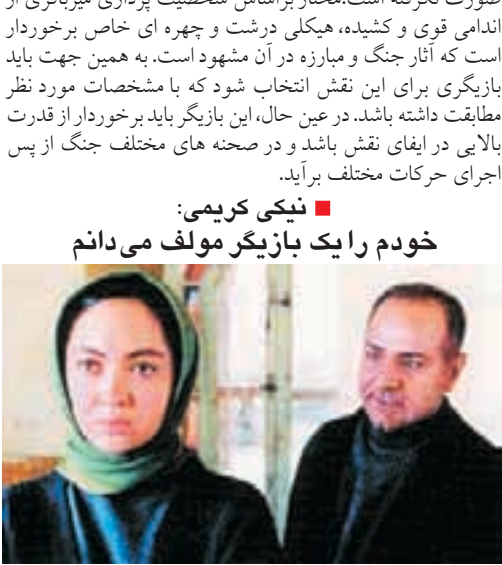 صورت نگرفته است.مختار براساس شخصیت پردازی میرباقری از
اندامی قوی و کشیده، هیکلی درشت و چهره ای خاص برخوردار
است که آثار جنگ و مبارزه در آن مشهود است. به همین جهت باید
بازیگری برای این نقش انتخاب شود که با مشخصات مورد نظر
مطابقت داشته باشد. در عین حال، این بازیگر باید برخوردار از قدرت
بالایی در ایفای نقش باشد و در صحنه های مختلف جنگ از پس
اجرای حرکات مختلف برآید.
■ نیکی کریمی:
خودم را یک بازیگر مولف می‌دانم